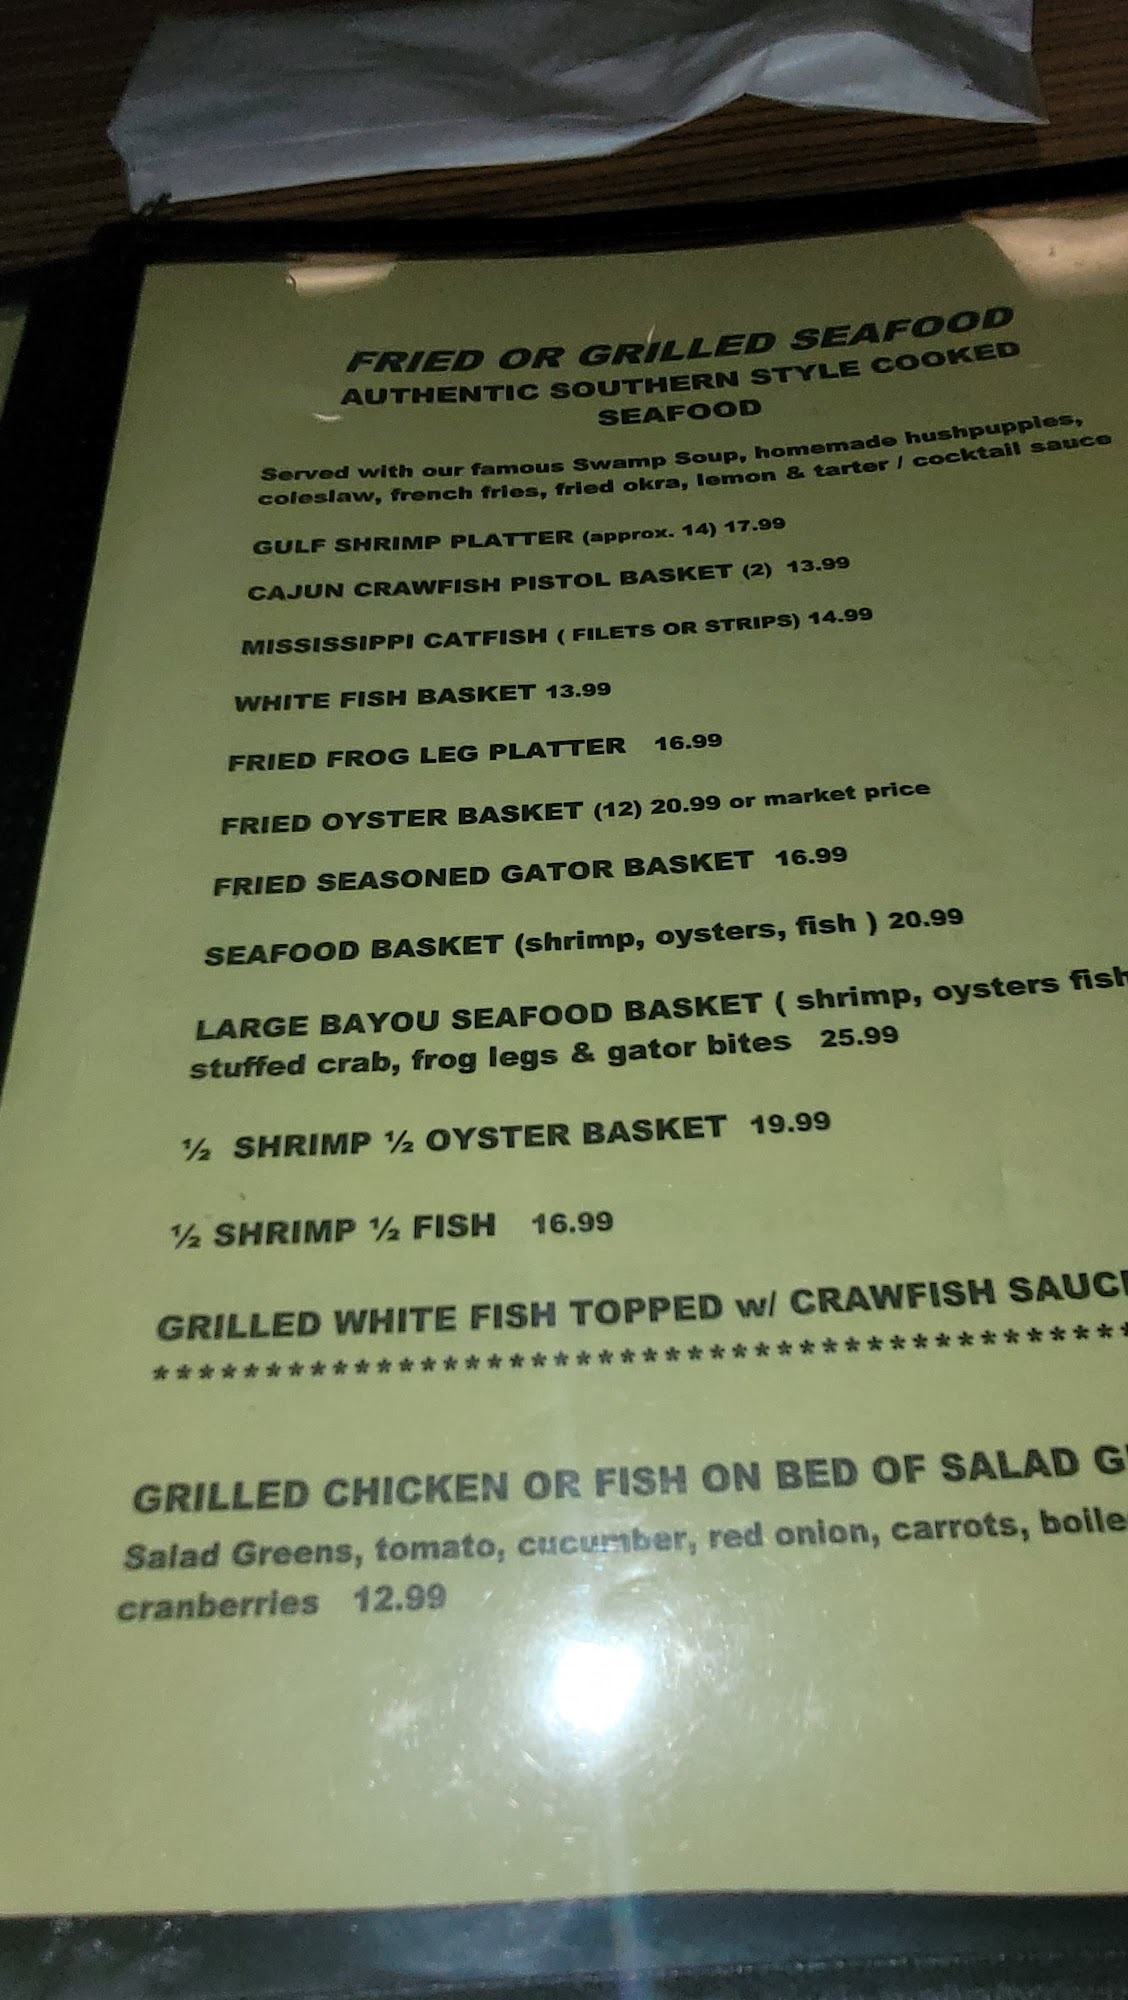 FRIED OR GRILLED SEAFOOD
AUTHENTIC SOUTHERN STYLE COOKED
SEAFOOD
Served with our famous Swamp Soup, homemade hushpupples,
coleslaw, french fries, fried okra, lemon & tarter / cocktail sauce
GULF SHRIMP PLATTER (approx. 14) 17.99
CAJUN CRAWFISH PISTOL BASKET (2) 13.99
MISSISSIPPI CATFISH ( FILETS OR STRIPS) 14.99
WHITE FISH BASKET 13.99
FRIED FROG LEG PLATTER 16.99
FRIED OYSTER BASKET (12) 20.99 or market price
FRIED SEASONED GATOR BASKET 16.99
SEAFOOD BASKET (shrimp, oysters, fish ) 20.99
LARGE BAYOU SEAFOOD BASKET ( shrimp, oysters fish
stuffed crab, frog legs & gator bites 25.99
½ SHRIMP ½ OYSTER BASKET 19.99
½ SHRIMP ½ FISH 16.99
GRILLED WHITE FISH TOPPED w/ CRAWFISH SAUCE
*******************************************
GRILLED CHICKEN OR FISH ON BED OF SALAD
Salad Greens, tomato, cucumber, red onion, carrots, boile
cranberries 12.99